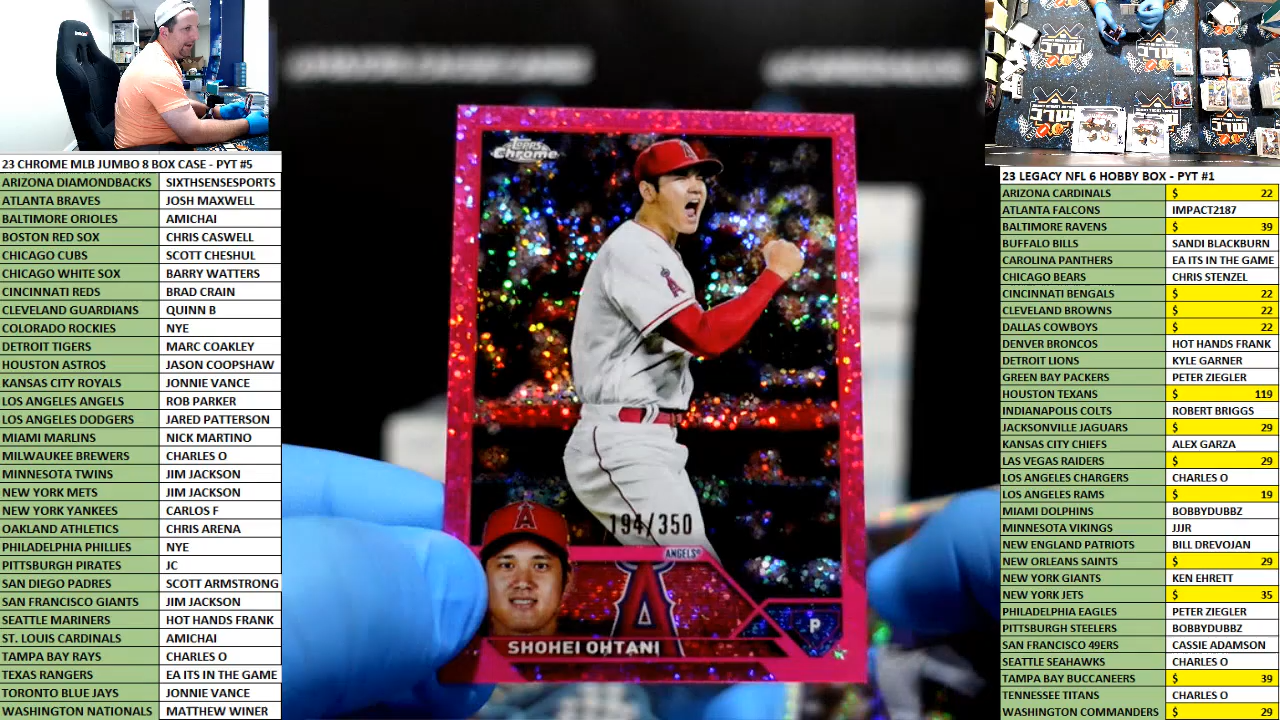 23 CHROME MLB JUMBO 8 BOX CASE - PYT #5
ARIZONA DIAMONDBACKS SIXTHSENSESPORTS
ATLANTA BRAVES JOSH MAXWELL
BALTIMORE ORIOLES AMICHAI
BOSTON RED SOX CHRIS CASWELL
CHICAGO CUBS SCOTT CHESHUL
CHICAGO WHITE SOX BARRY WATTERS
CINCINNATI REDS BRAD CRAIN
CLEVELAND GUARDIANS QUINN B
COLORADO ROCKIES NYE
DETROIT TIGERS MARC COAKLEY
HOUSTON ASTROS JASON COOPSHAW
KANSAS CITY ROYALS JONNIE VANCE
LOS ANGELES ANGELS ROB PARKER
LOS ANGELES DODGERS JARED PATTERSON
MIAMI MARLINS NICK MARTINO
MILWAUKEE BREWERS CHARLES O
MINNESOTA TWINS JIM JACKSON
NEW YORK METS JIM JACKSON
NEW YORK YANKEES CARLOS F
OAKLAND ATHLETICS CHRIS ARENA
PHILADELPHIA PHILLIES NYE
PITTSBURGH PIRATES JC
SAN DIEGO PADRES SCOTT ARMSTRONG
SAN FRANCISCO GIANTS JIM JACKSON
SEATTLE MARINERS HOT HANDS FRANK
ST. LOUIS CARDINALS AMICHAI
TAMPA BAY RAYS CHARLES O
TEXAS RANGERS EA ITS IN THE GAME
TORONTO BLUE JAYS JONNIE VANCE
WASHINGTON NATIONALS MATTHEW WINER
TOPPS
Chrome
194/350
ANGELS
A
P
SHOHEI OHTANI
23 LEGACY NFL 6 HOBBY BOX - PYT #1
ARIZONA CARDINALS $ 22
ATLANTA FALCONS IMPACT2187
BALTIMORE RAVENS $ 39
BUFFALO BILLS SANDI BLACKBURN
CAROLINA PANTHERS EA ITS IN THE GAME
CHICAGO BEARS CHRIS STENZEL
CINCINNATI BENGALS $ 22
CLEVELAND BROWNS $ 22
DALLAS COWBOYS $ 22
DENVER BRONCOS HOT HANDS FRANK
DETROIT LIONS KYLE GARNER
GREEN BAY PACKERS PETER ZIEGLER
HOUSTON TEXANS $ 119
INDIANAPOLIS COLTS ROBERT BRIGGS
JACKSONVILLE JAGUARS $ 29
KANSAS CITY CHIEFS ALEX GARZA
LAS VEGAS RAIDERS $ 29
LOS ANGELES CHARGERS CHARLES O
LOS ANGELES RAMS $ 19
MIAMI DOLPHINS BOBBYDUBBZ
MINNESOTA VIKINGS JJJR
NEW ENGLAND PATRIOTS BILL DREVOJAN
NEW ORLEANS SAINTS $ 29
NEW YORK GIANTS KEN EHRETT
NEW YORK JETS $ 35
PHILADELPHIA EAGLES PETER ZIEGLER
PITTSBURGH STEELERS BOBBYDUBBZ
SAN FRANCISCO 49ERS CASSIE ADAMSON
SEATTLE SEAHAWKS CHARLES O
TAMPA BAY BUCCANEERS $ 39
TENNESSEE TITANS CHARLES O
WASHINGTON COMMANDERS $ 29